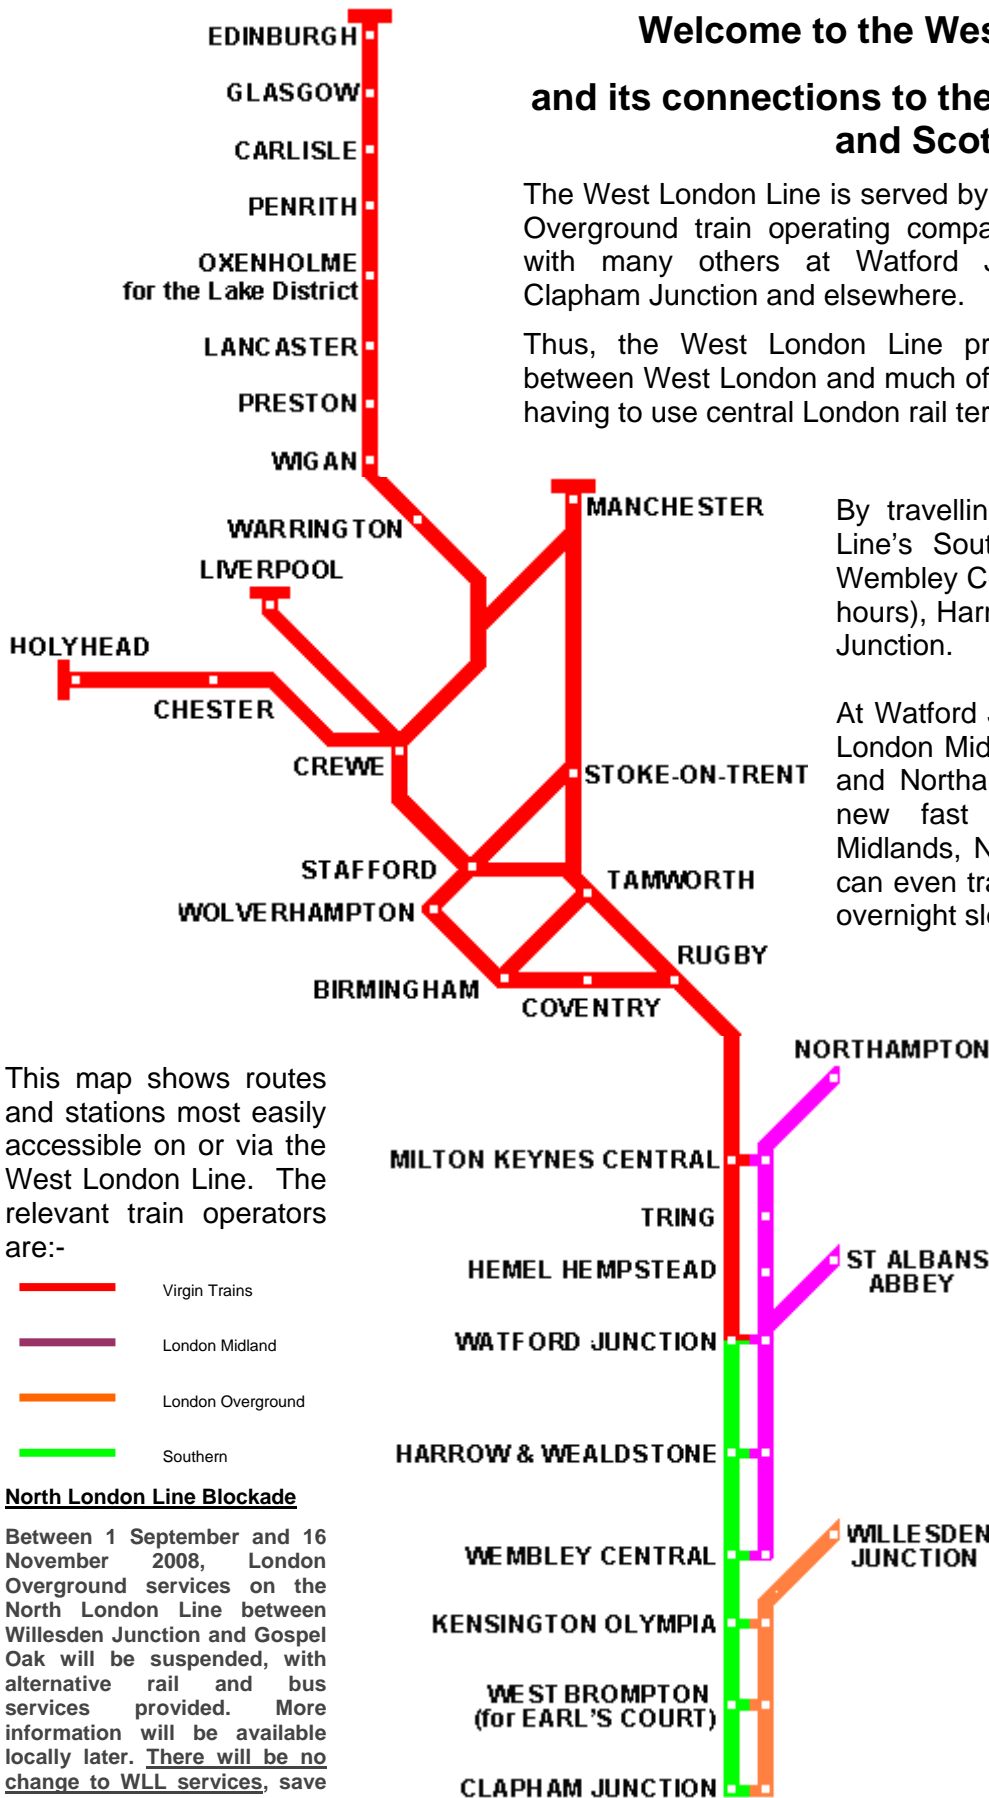 Welcome to the Wes
and its connections to the
and Scot
The West London Line is served by
Overground train operating compa
with many others at Watford J
Clapham Junction and elsewhere.
Thus, the West London Line pr
between West London and much of
having to use central London rail ter
EDINBURGH
GLASGOW
CARLISLE
PENRITH
OXENHOLME
for the Lake District
LANCASTER
PRESTON
WIGAN
WARRINGTON
LIVERPOOL
MANCHESTER
HOLYHEAD
CHESTER
CREWE
STOKE-ON-TRENT
STAFFORD
TAMWORTH
WOLVERHAMPTON
RUGBY
BIRMINGHAM
COVENTRY
By travellin
Line's Sout
Wembley C
hours), Harr
Junction.
At Watford J
London Mid
and Northa
new fast
Midlands, N
can even tra
overnight sle
NORTHAMPTON
MILTON KEYNES CENTRAL
TRING
HEMEL HEMPSTEAD
ST ALBANS
ABBEY
WATFORD JUNCTION
HARROW & WEALDSTONE
WEMBLEY CENTRAL
WILLESDEN
JUNCTION
KENSINGTON OLYMPIA
WEST BROMPTON
(for EARL'S COURT)
CLAPHAM JUNCTION
This map shows routes
and stations most easily
accessible on or via the
West London Line. The
relevant train operators
are:-
Virgin Trains
London Midland
London Overground
Southern
North London Line Blockade
Between 1 September and 16
November 2008, London
Overground services on the
North London Line between
Willesden Junction and Gospel
Oak will be suspended, with
alternative rail and bus
services provided. More
information will be available
locally later. There will be no
change to WLL services, save